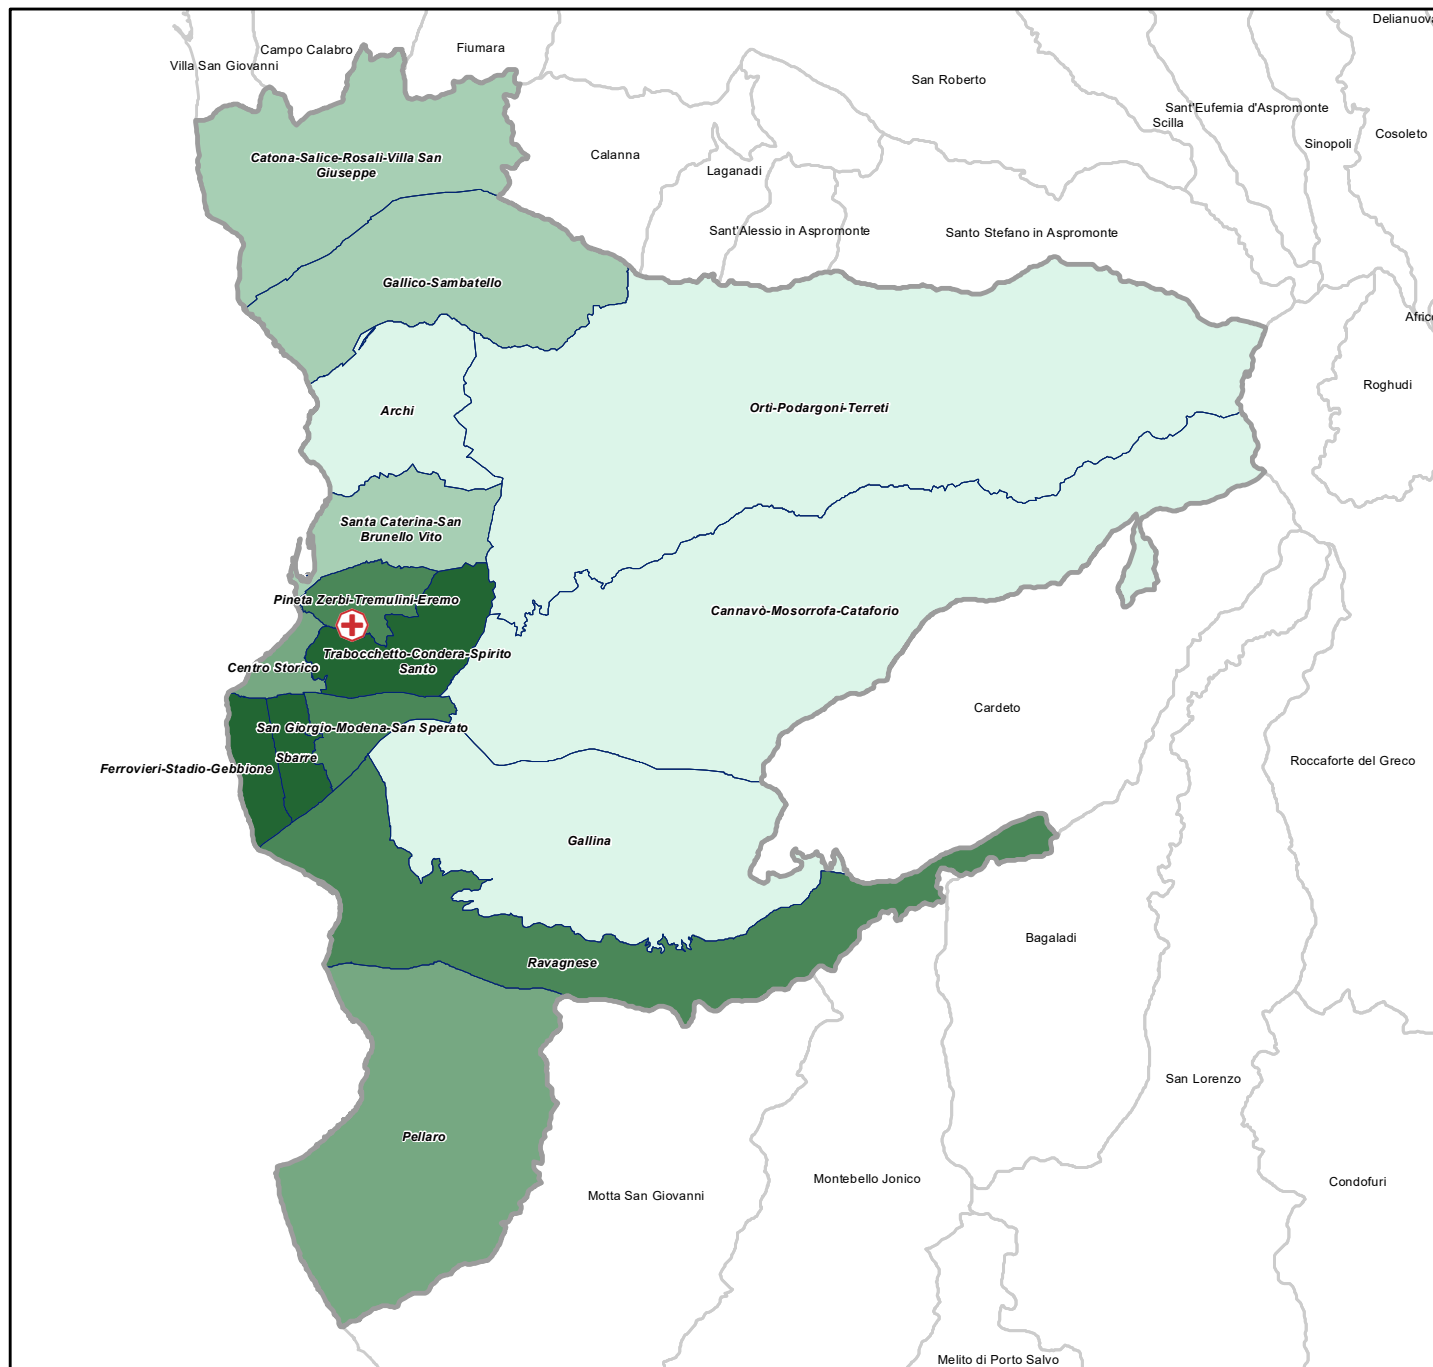 Delianuova
Campo Calabro
Fiumara
Villa San Giovanni
San Roberto
Sant'Eufemia d'Aspromonte
Scilla
Cosoleto
Sinopoli
Catona-Salice-Rosali-Villa San
Giuseppe
Calanna
Laganadi
Sant'Alessio in Aspromonte
Santo Stefano in Aspromonte
Gallico-Sambatello
Roghudi
Archi
Orti-Podargoni-Terreti
Santa Caterina-San
Brunello Vito
Pineta Zerbi-Tremulini-Eremo
Cannavò-Mosorrofa-Cataforio
Trabocchetto-Condera-Spirito
Santo
Centro Storico
Cardeto
San Giorgio-Modena-San Sperato
Sbarre
Ferrovieri-Stadio-Gebbione
Roccaforte del Greco
Gallina
Bagaladi
Ravagnese
San Lorenzo
Pellaro
Montebello Jonico
Condofuri
Motta San Giovanni
Melito di Porto Salvo